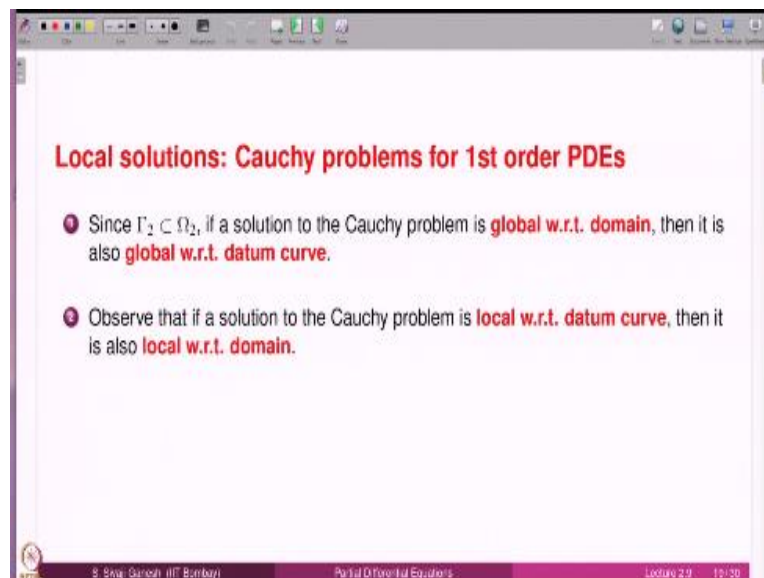 Local solutions: Cauchy problems for 1st order PDEs
1 Since Γ₂ ⊂ Ω₂, if a solution to the Cauchy problem is global w.r.t. domain, then it is
also global w.r.t. datum curve.
2 Observe that if a solution to the Cauchy problem is local w.r.t. datum curve, then it
is also local w.r.t. domain.
S. Sivaji Ganesh (IIT Bombay) Partial Differential Equations Lecture 2.9